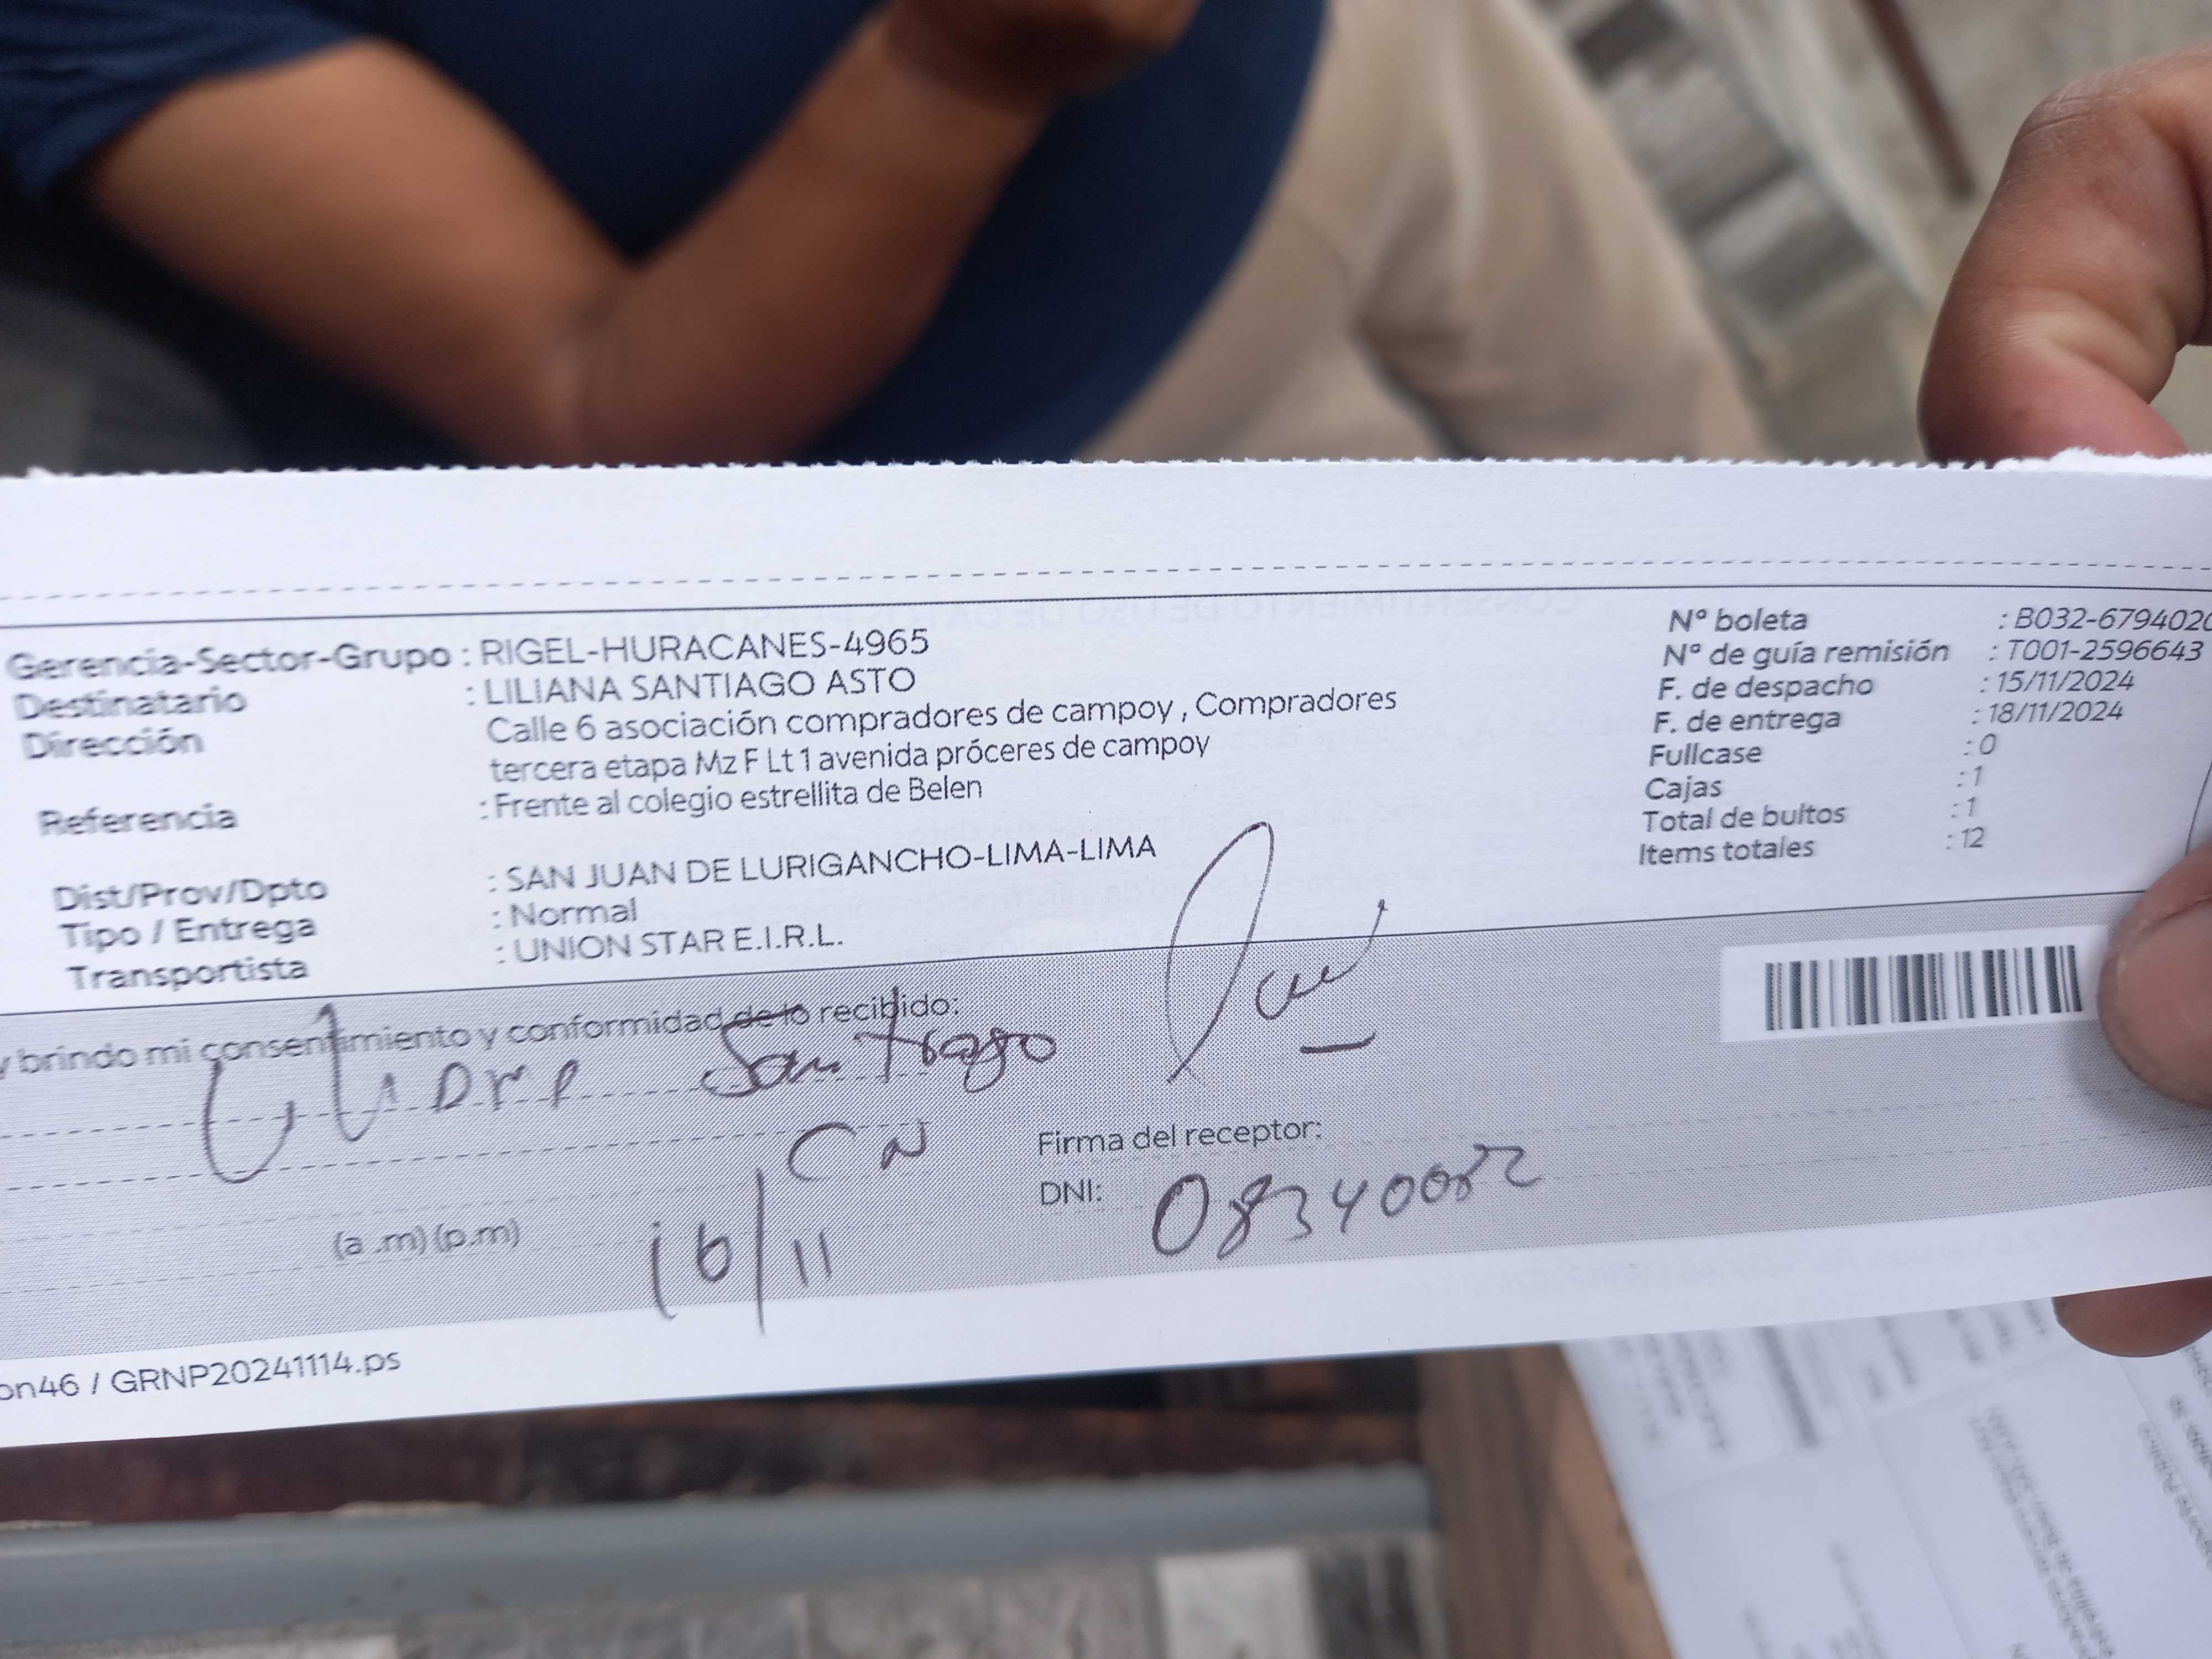 Gerencia-Sector-Grupo : RIGEL-HURACANES-4965
Destinatario : LILIANA SANTIAGO ASTO
Dirección Calle 6 asociación compradores de campoy , Compradores
tercera etapa Mz F Lt 1 avenida próceres de campoy
Referencia : Frente al colegio estrellita de Belen
Dist/Prov/Dpto : SAN JUAN DE LURIGANCHO-LIMA-LIMA
Tipo / Entrega : Normal
Transportista : UNION STAR E.I.R.L.
Nº boleta : B032-6794020
Nº de guía remisión : T001-2596643
F. de despacho : 15/11/2024
F. de entrega : 18/11/2024
Fullcase : 0
Cajas : 1
Total de bultos : 1
Items totales : 12
y brindo mi consentimiento y conformidad de lo recibido:
Santiago
Firma del receptor:
DNI:
(a .m) (p.m)
16/11
on46 / GRNP20241114.ps